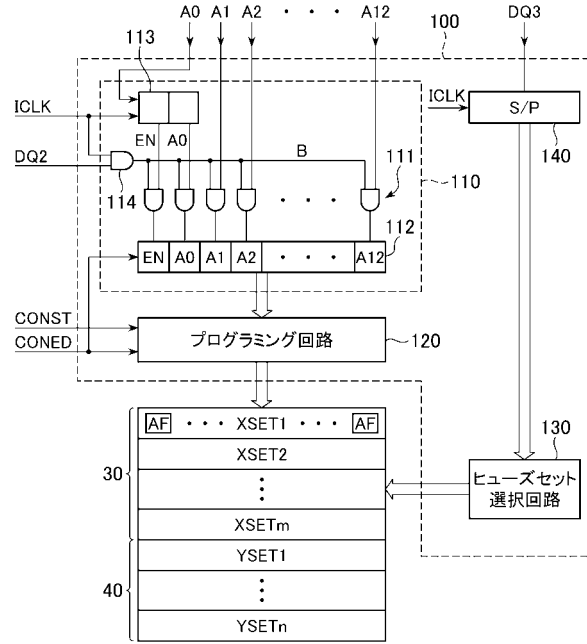 A0 A1 A2 ・・・ A12 DQ3
113
100
ICLK
ICLK
S/P
140
EN A0
B
DQ2
114
・・・
111
110
112
EN A0 A1 A2 ・・・ A12
CONST
CONED
プログラミング回路
120
AF ・・・ XSET1 ・・・ AF
XSET2
30
XSETm
130
ヒューズセット
選択回路
YSET1
40
YSETn